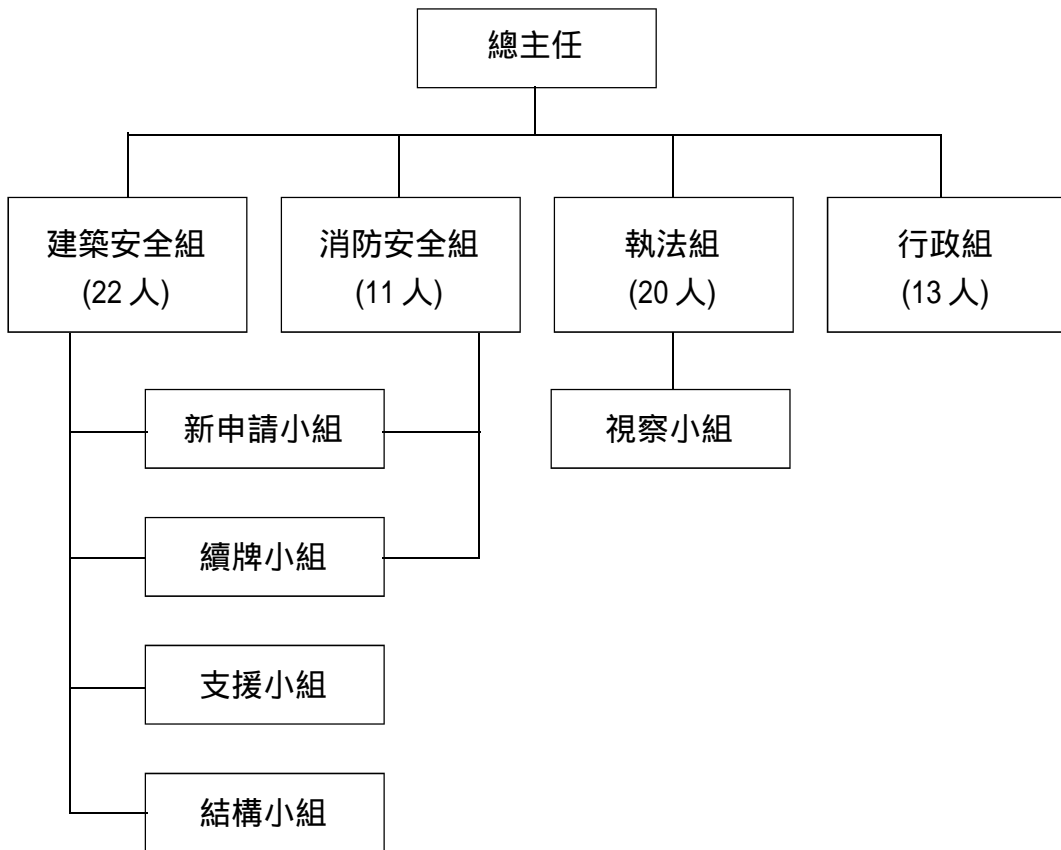 總主任
建築安全組
(22 人)
消防安全組
(11 人)
執法組
(20 人)
行政組
(13 人)
新申請小組
視察小組
續牌小組
支援小組
結構小組